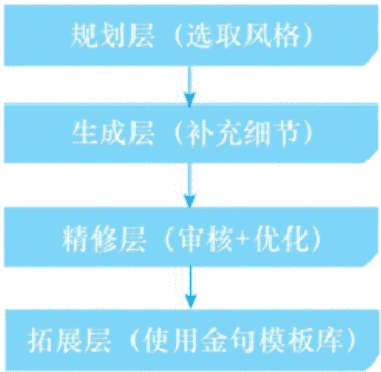 规划层（选取风格）
生成层（补充细节）
精修层（审核+优化）
拓展层（使用金句模板库）